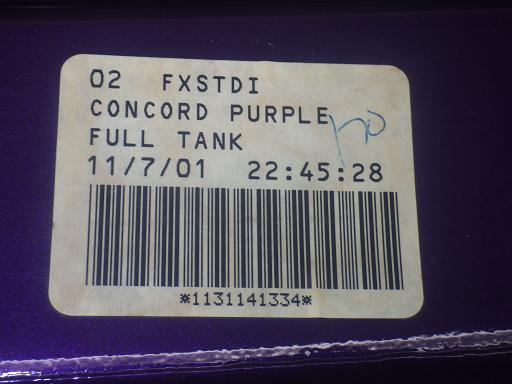 02 FXSTDI
CONCORD PURPLE
FULL TANK
11/7/01 22:45:28
*1131141334*